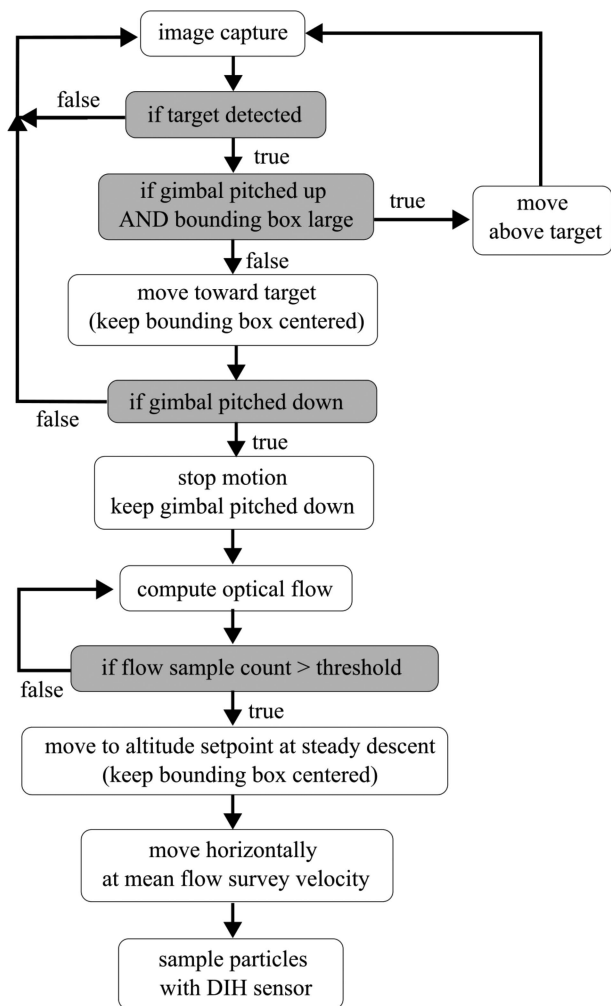 image capture
false
if target detected
true
if gimbal pitched up
AND bounding box large
true
move
above target
false
move toward target
(keep bounding box centered)
false
if gimbal pitched down
true
stop motion
keep gimbal pitched down
compute optical flow
if flow sample count > threshold
false
true
move to altitude setpoint at steady descent
(keep bounding box centered)
move horizontally
at mean flow survey velocity
sample particles
with DIH sensor